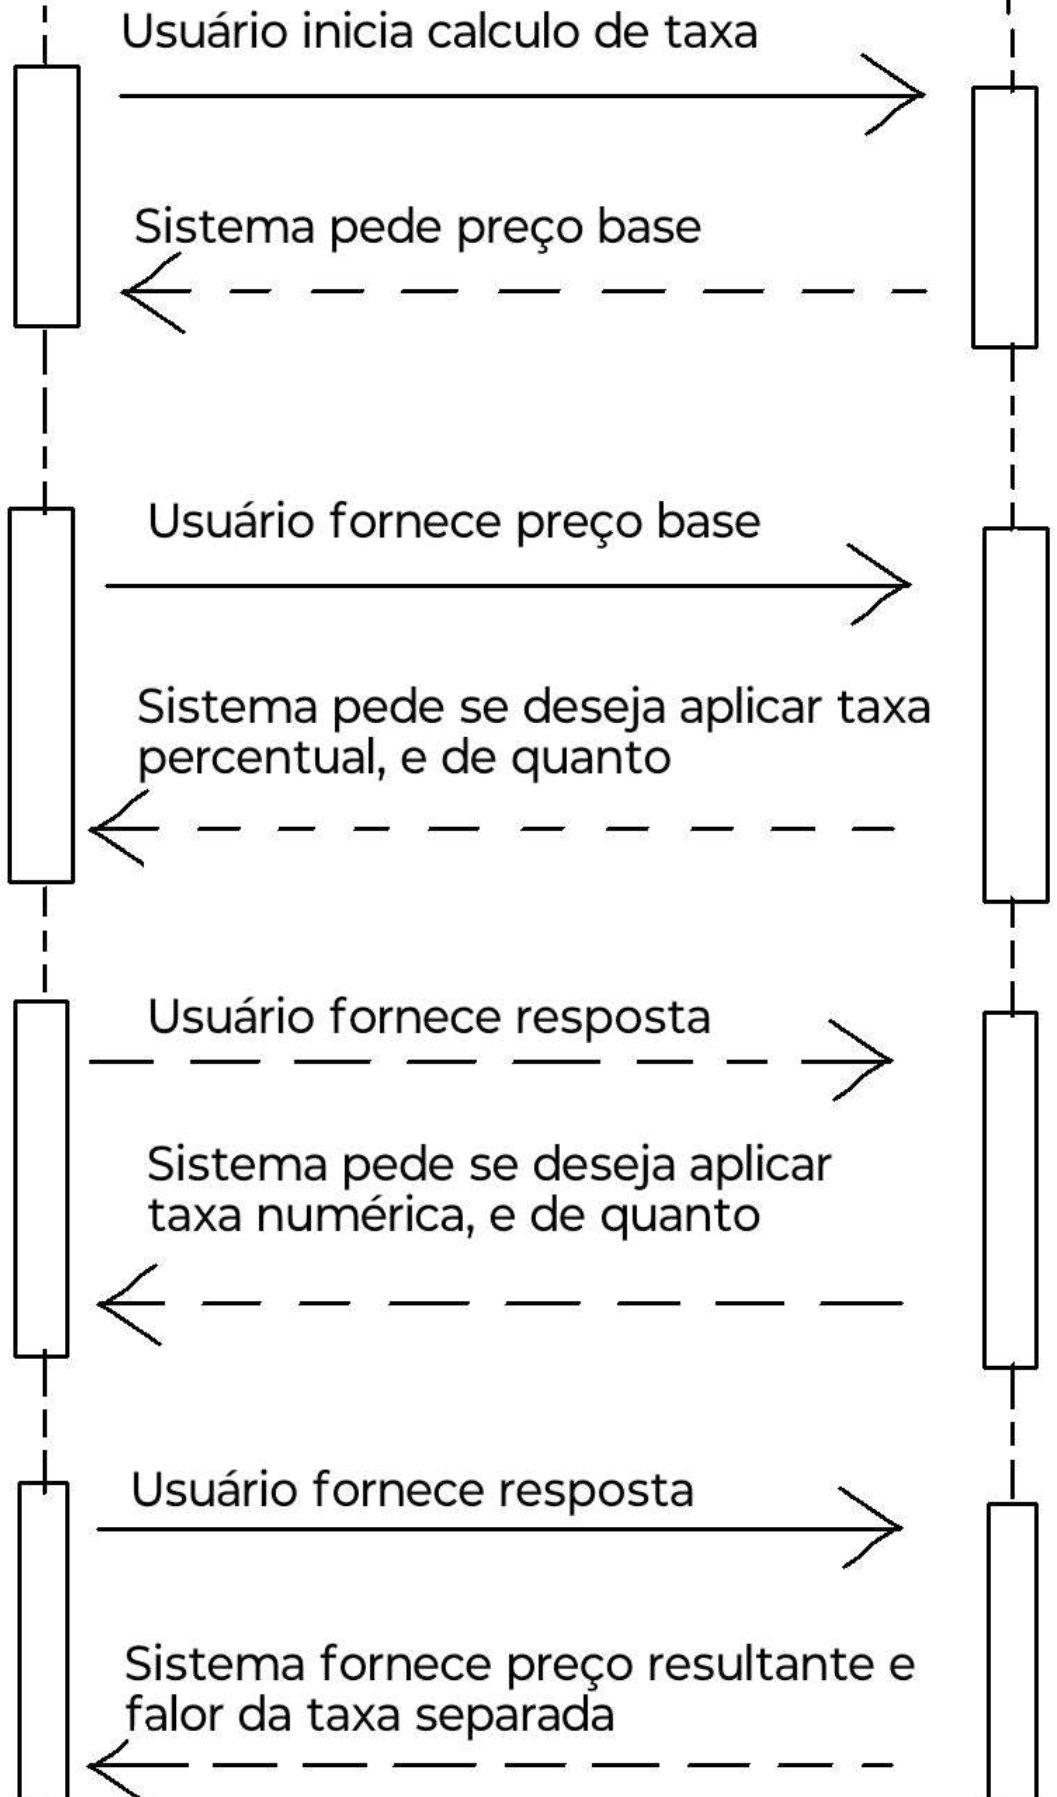 Usuário inicia calculo de taxa
Sistema pede preço base
Usuário fornece preço base
Sistema pede se deseja aplicar taxa
percentual, e de quanto
Usuário fornece resposta
Sistema pede se deseja aplicar
taxa numérica, e de quanto
Usuário fornece resposta
Sistema fornece preço resultante e
falor da taxa separada